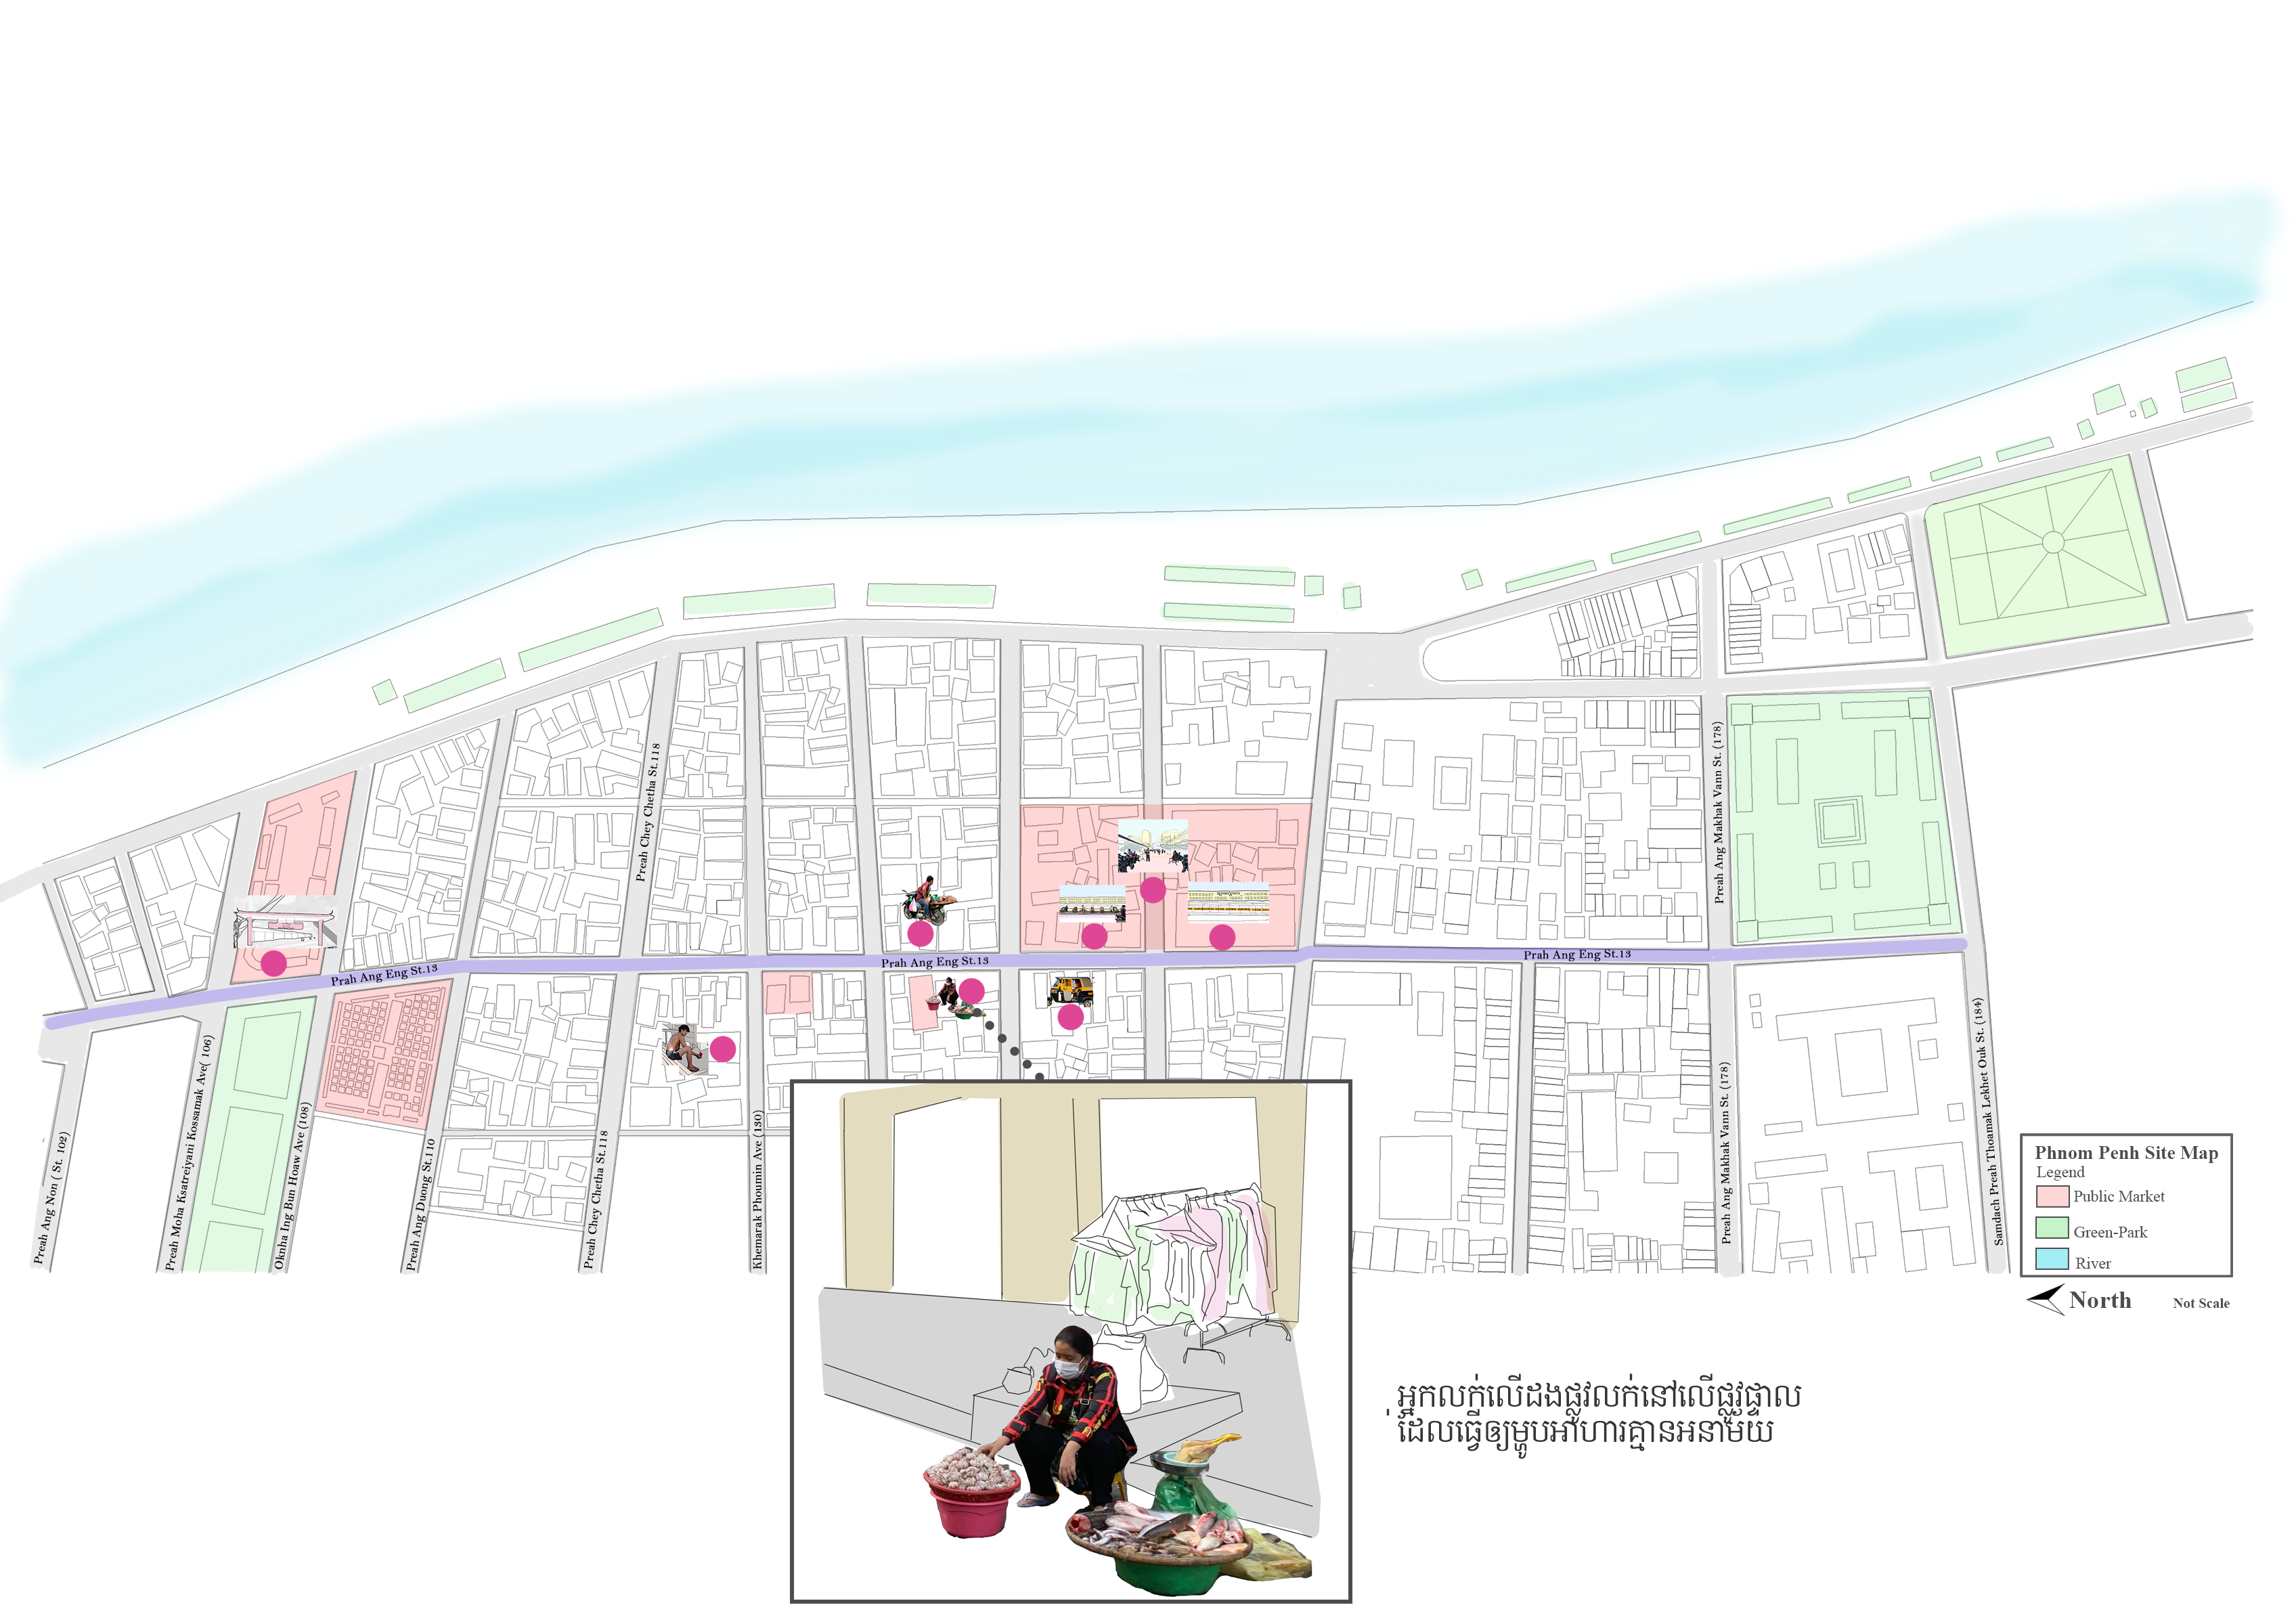 Preah Chey Chetha St.118
Preah Ang Makhak Vann St. (178)
Prah Ang Eng St.13
Prah Ang Eng St.13
Prah Ang Eng St.13
Preah Ang Non ( St. 102)
Preah Moha Ksatreiyani Kossamak Ave( 106)
Oknha Ing Bun Hoaw Ave (108)
Preah Ang Duong St.110
Preah Chey Chetha St.118
Khemarak Phoumin Ave (130)
Preah Ang Makhak Vann St. (178)
Samdach Preah Thoamak Lekhet Ouk St. (184)
Phnom Penh Site Map
Legend
Public Market
Green-Park
River
North
Not Scale
អ្នកលក់លើដងផ្លូវលក់នៅលើផ្លូវផ្ទាល
់ដែលធ្វើឲ្យម្ហូបអាហារគ្មានអនាម័យ